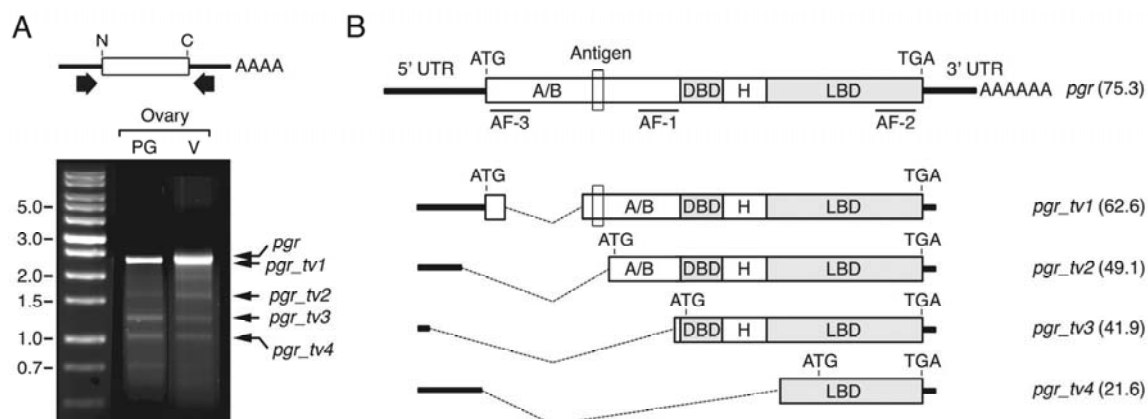 A
N C
AAAA
Ovary
PG V
5.0
3.0
2.0
1.5
1.0
0.7
pgr
pgr_tv1
pgr_tv2
pgr_tv3
pgr_tv4
B
5' UTR ATG Antigen TGA 3' UTR
A/B DBD H LBD AAAAAA pgr (75.3)
AF-3 AF-1 AF-2
ATG TGA
A/B DBD H LBD pgr_tv1 (62.6)
ATG TGA
A/B DBD H LBD pgr_tv2 (49.1)
ATG TGA
DBD H LBD pgr_tv3 (41.9)
ATG TGA
LBD pgr_tv4 (21.6)